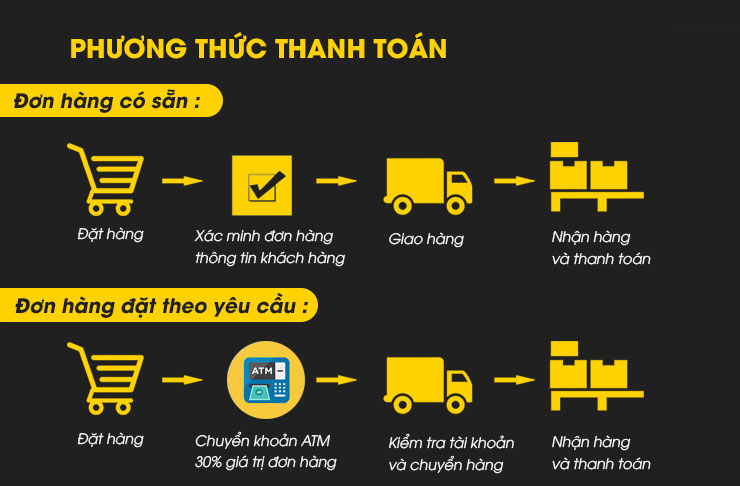 PHƯƠNG THỨC THANH TOÁN
Đơn hàng có sẵn :
Đặt hàng
Xác minh đơn hàng
thông tin khách hàng
Giao hàng
Nhận hàng
và thanh toán
Đơn hàng đặt theo yêu cầu :
ATM
Đặt hàng
Chuyển khoản ATM
30% giá trị đơn hàng
Kiểm tra tài khoản
và chuyển hàng
Nhận hàng
và thanh toán